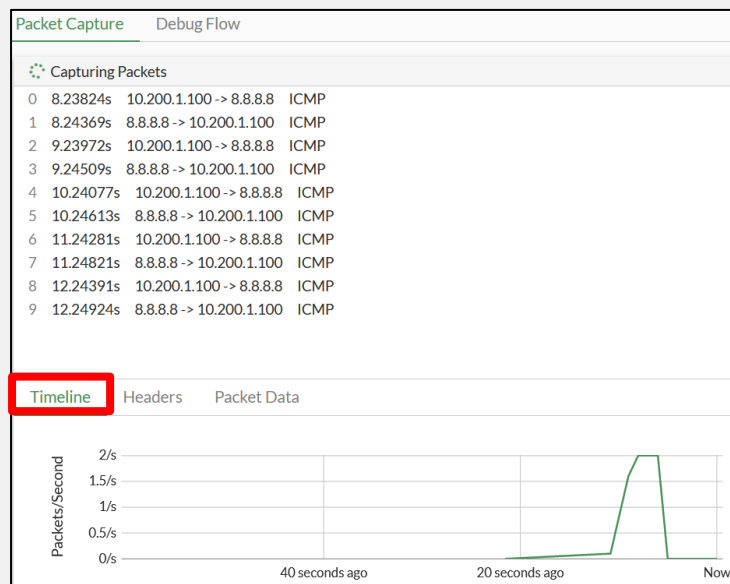 Packet Capture Debug Flow
Capturing Packets
0 8.23824s 10.200.1.100 -> 8.8.8.8 ICMP
1 8.24369s 8.8.8.8 -> 10.200.1.100 ICMP
2 9.23972s 10.200.1.100 -> 8.8.8.8 ICMP
3 9.24509s 8.8.8.8 -> 10.200.1.100 ICMP
4 10.24077s 10.200.1.100 -> 8.8.8.8 ICMP
5 10.24613s 8.8.8.8 -> 10.200.1.100 ICMP
6 11.24281s 10.200.1.100 -> 8.8.8.8 ICMP
7 11.24821s 8.8.8.8 -> 10.200.1.100 ICMP
8 12.24391s 10.200.1.100 -> 8.8.8.8 ICMP
9 12.24924s 8.8.8.8 -> 10.200.1.100 ICMP
Timeline Headers Packet Data
Packets/Second
2/s
1.5/s
1/s
0.5/s
0/s
40 seconds ago 20 seconds ago Now